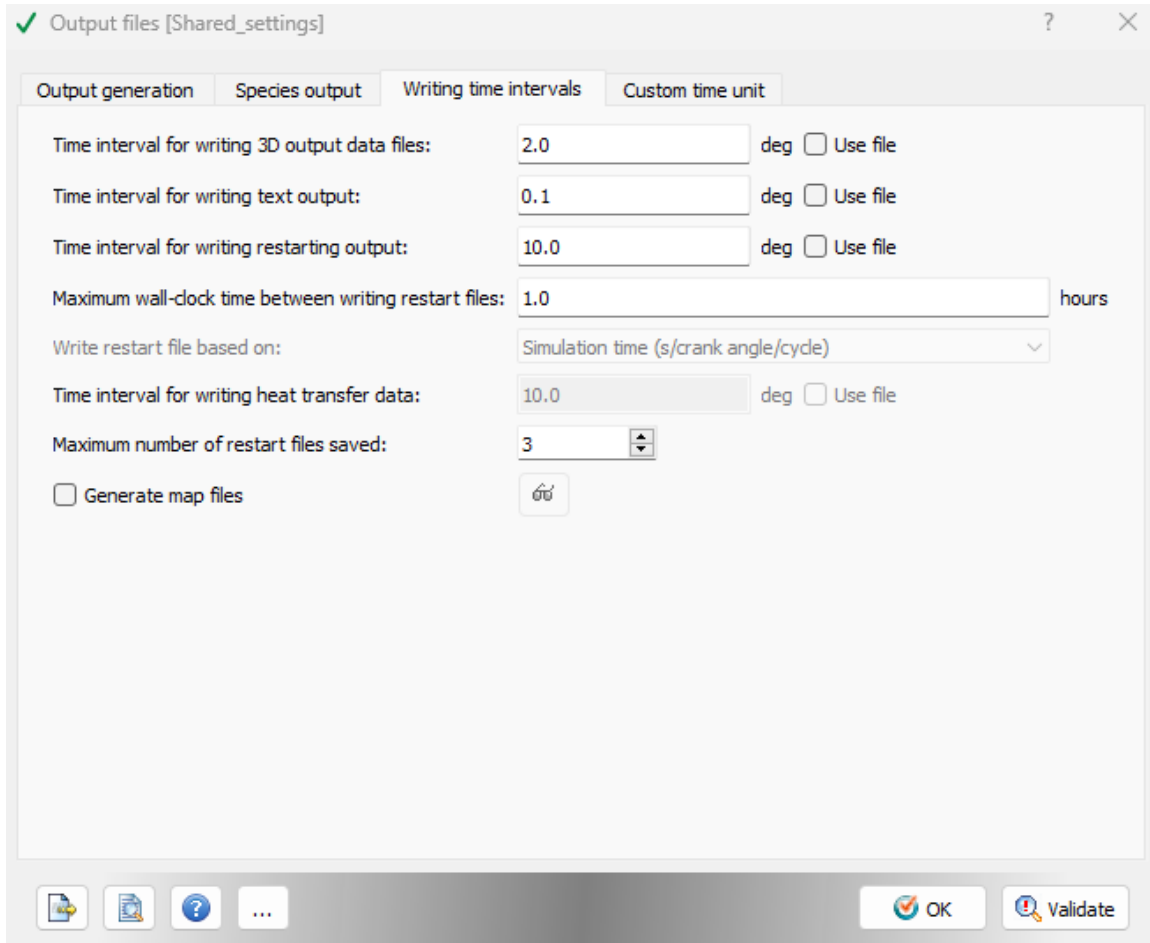 Output files [Shared_settings] ?
Output generation Species output Writing time intervals Custom time unit
Time interval for writing 3D output data files: 2.0 deg Use file
Time interval for writing text output: 0.1 deg Use file
Time interval for writing restarting output: 10.0 deg Use file
Maximum wall-clock time between writing restart files: 1.0 hours
Write restart file based on: Simulation time (s/crank angle/cycle)
Time interval for writing heat transfer data: 10.0 deg Use file
Maximum number of restart files saved: 3
Generate map files
? ... OK Validate